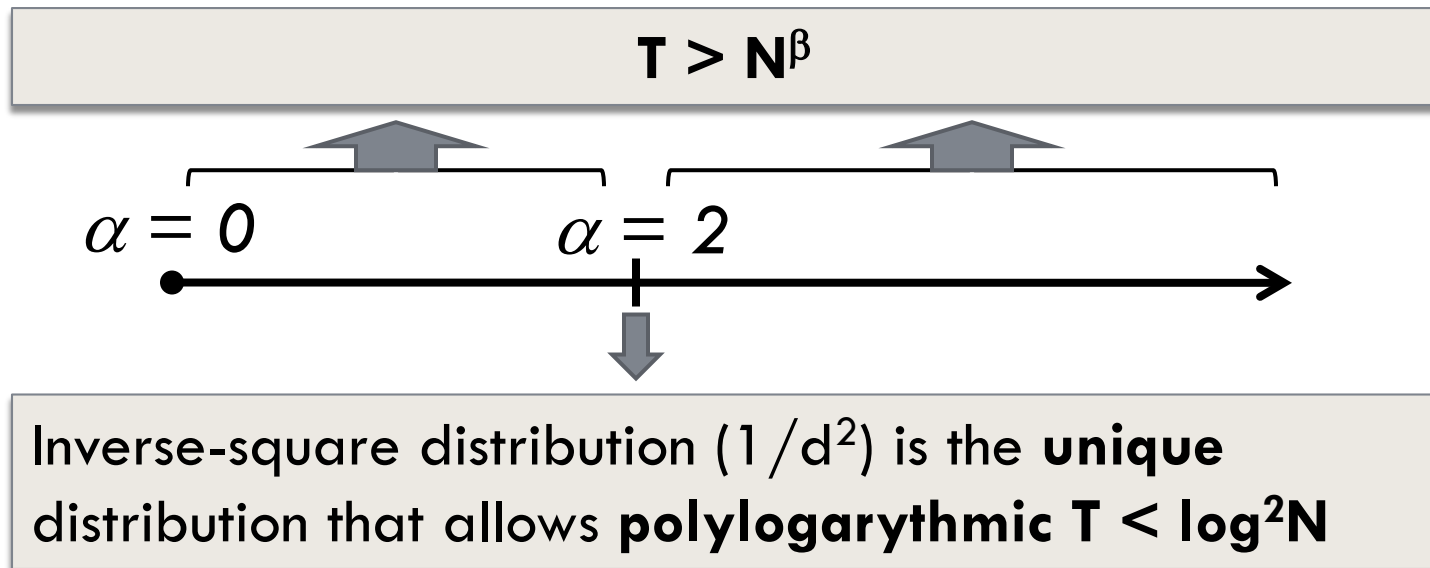 T > N^β
α = 0
α = 2
Inverse-square distribution (1/d²) is the unique
distribution that allows polylogarythmic T < log²N